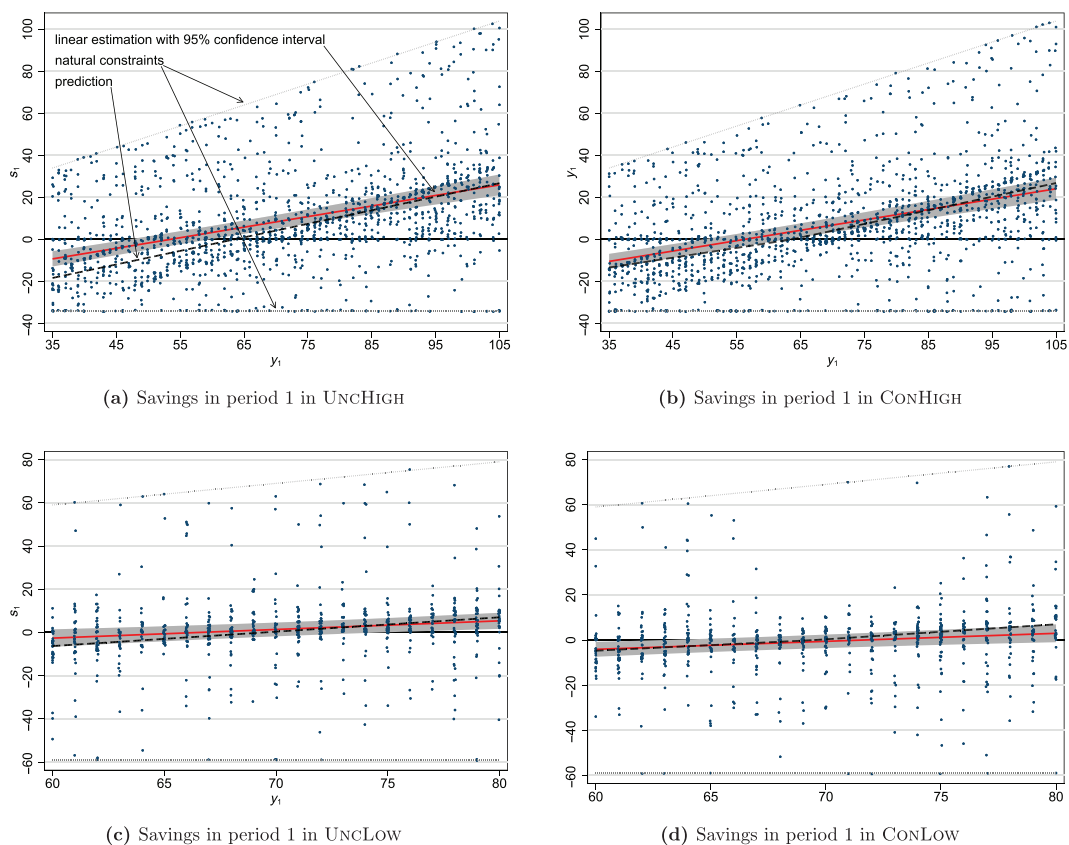 100
80
60
40
20
0
−20
−40
s₁
linear estimation with 95% confidence interval
natural constraints
prediction
35 45 55 65 75 85 95 105
y₁
(a) Savings in period 1 in UNCHIGH
100
80
60
40
20
0
−20
−40
y₁
35 45 55 65 75 85 95 105
y₁
(b) Savings in period 1 in CONHIGH
80
60
40
20
0
−20
−40
−60
s₁
60 65 70 75 80
y₁
(c) Savings in period 1 in UNCLOW
80
60
40
20
0
−20
−40
−60
60 65 70 75 80
(d) Savings in period 1 in CONLOW